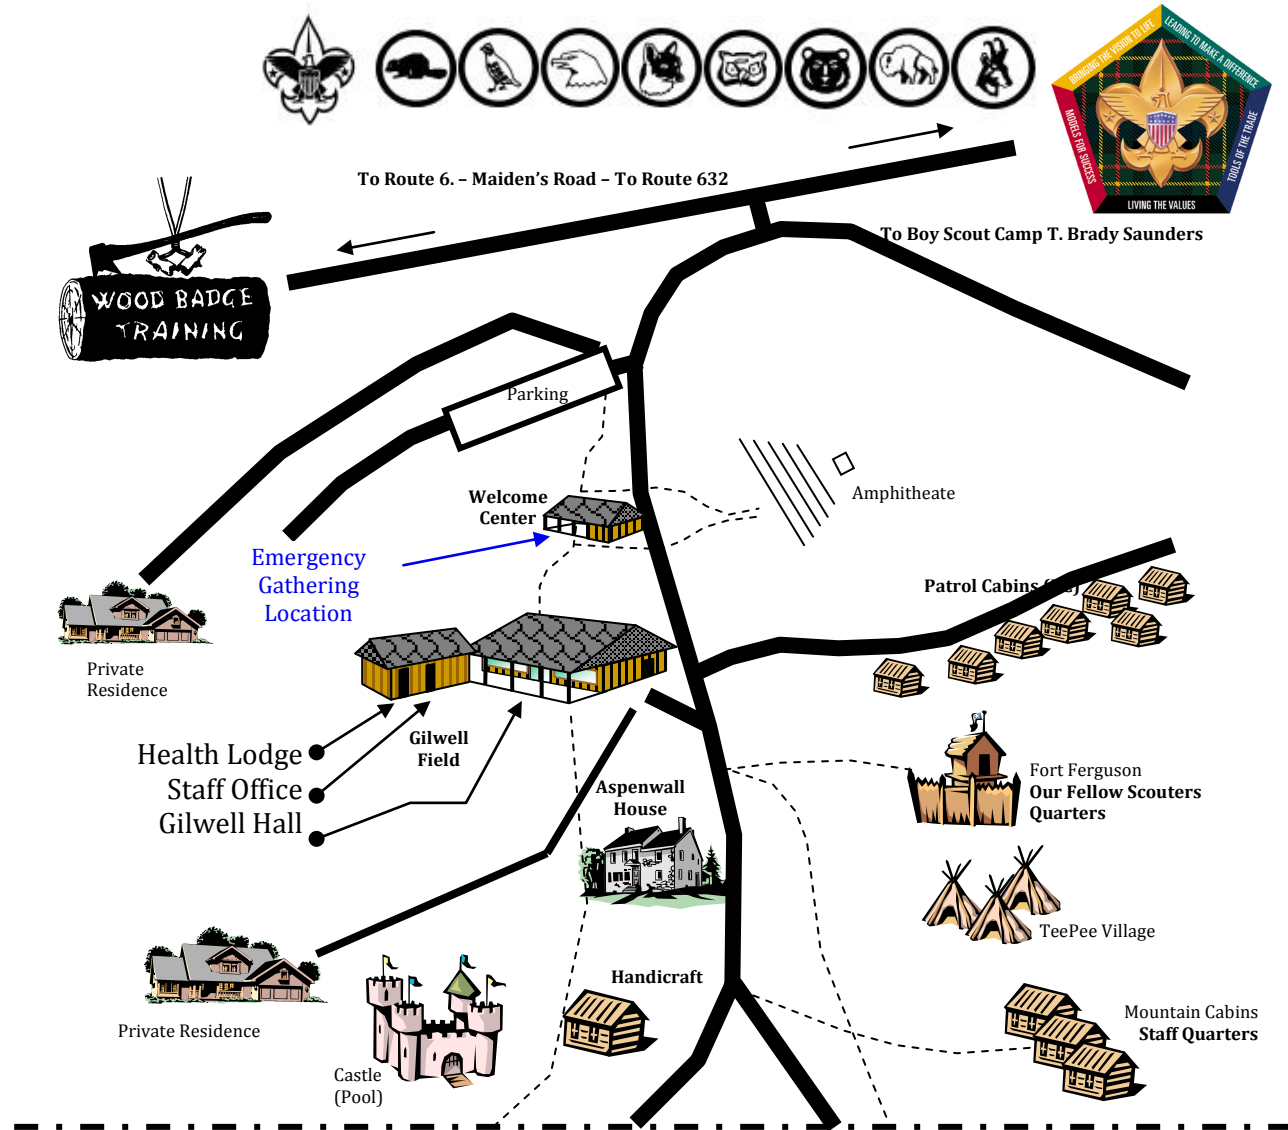 BRINGING THE VISION TO LIFE
LEADING TO MAKE A DIFFERENCE
MODELS FOR SUCCESS
TOOLS OF THE TRADE
LIVING THE VALUES
To Route 6. – Maiden's Road – To Route 632
To Boy Scout Camp T. Brady Saunders
WOOD BADGE
TRAINING
Parking
Welcome
Center
Amphitheate
Emergency
Gathering
Location
Patrol Cabins
Private
Residence
Health Lodge
Staff Office
Gilwell Hall
Gilwell
Field
Aspenwall
House
Fort Ferguson
Our Fellow Scouters
Quarters
TeePee Village
Handicraft
Private Residence
Castle
(Pool)
Mountain Cabins
Staff Quarters